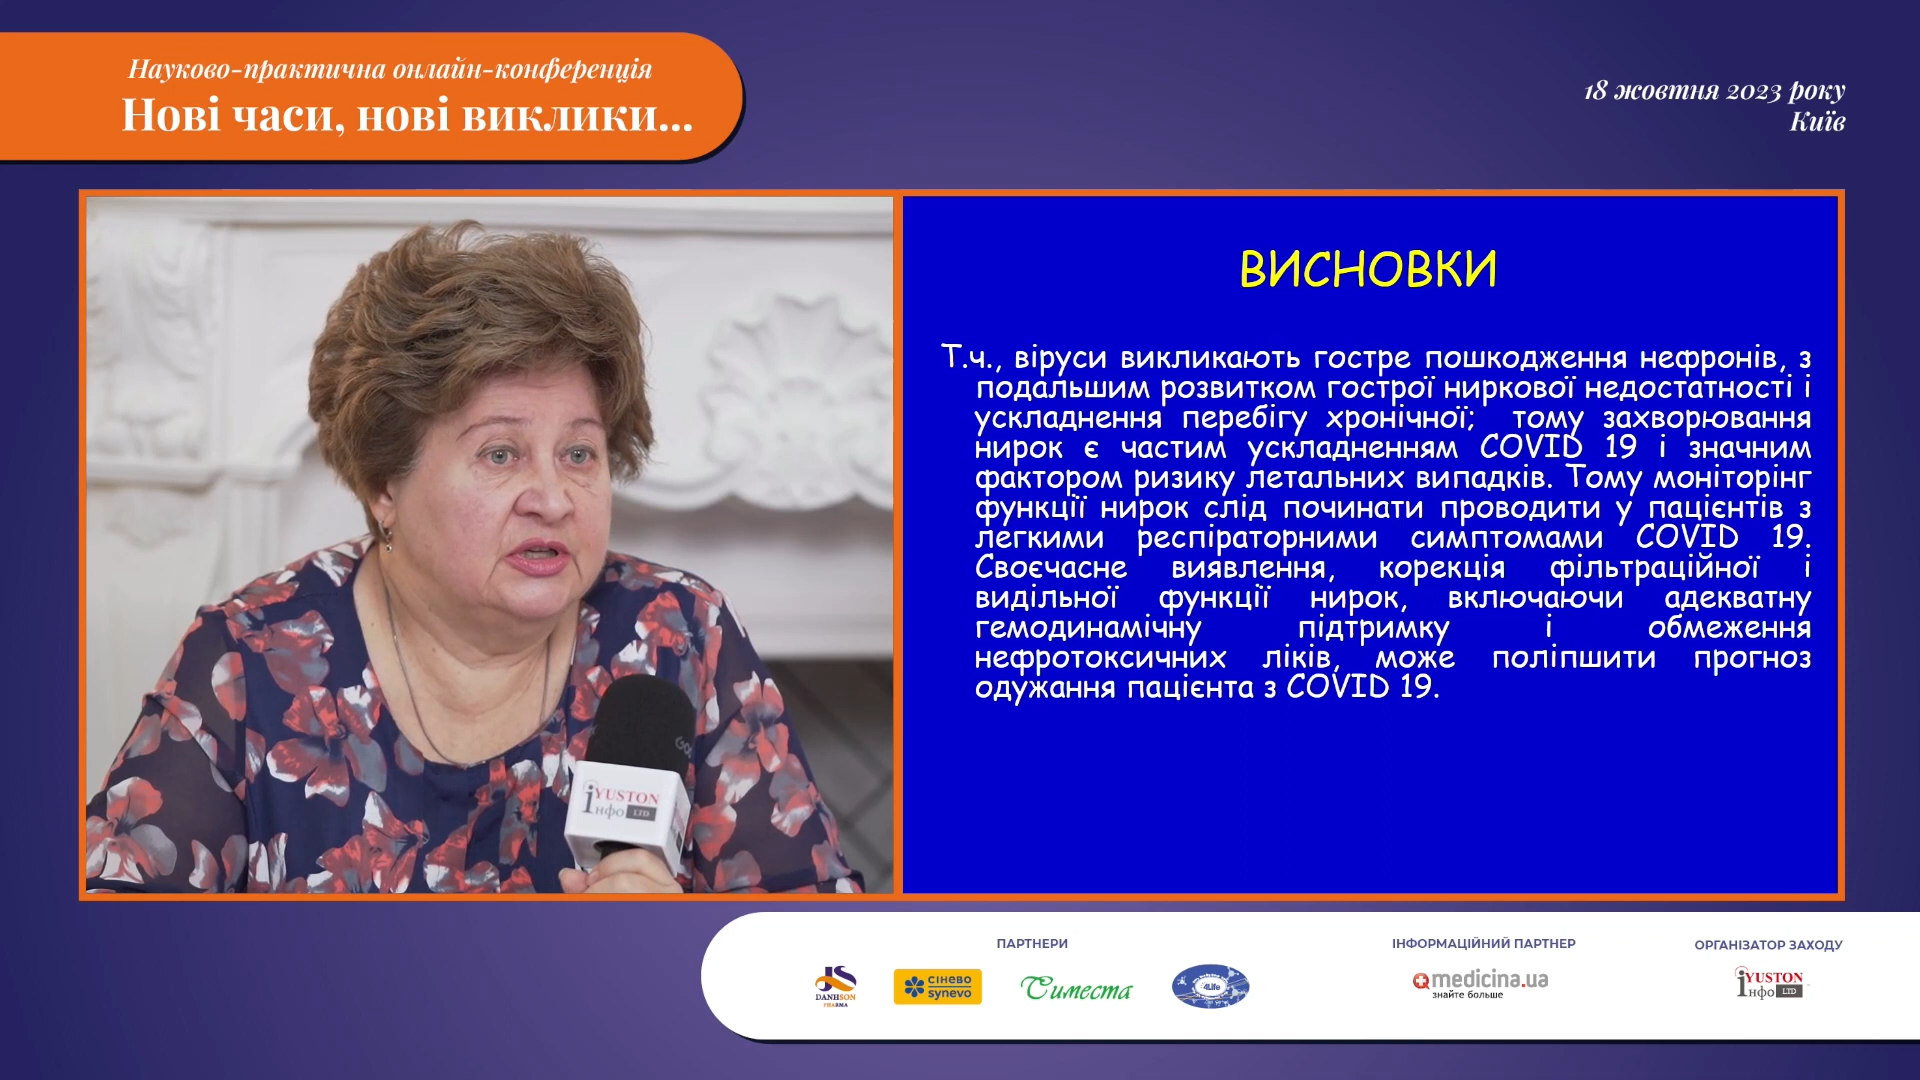 Науково-практична онлайн-конференція
Нові часи, нові виклики...
18 жовтня 2023 року
Київ
ВИСНОВКИ
Т.ч., віруси викликають гостре пошкодження нефронів, з
подальшим розвитком гострої ниркової недостатності і
ускладнення перебігу хронічної; тому захворювання
нирок є частим ускладненням COVID 19 і значним
фактором ризику летальних випадків. Тому моніторінг
функції нирок слід починати проводити у пацієнтів з
легкими респіраторними симптомами COVID 19.
Своєчасне виявлення, корекція фільтраційної і
видільної функції нирок, включаючи адекватну
гемодинамічну підтримку і обмеження
нефротоксичних ліків, може поліпшити прогноз
одужання пацієнта з COVID 19.
YUSTON
інфо LTD
ПАРТНЕРИ
ІНФОРМАЦІЙНИЙ ПАРТНЕР
ОРГАНІЗАТОР ЗАХОДУ
DANHSON
PHARMA
сінево
synevo
Симеста
4Life
medicina.ua
знайте больше
YUSTON
інфо LTD